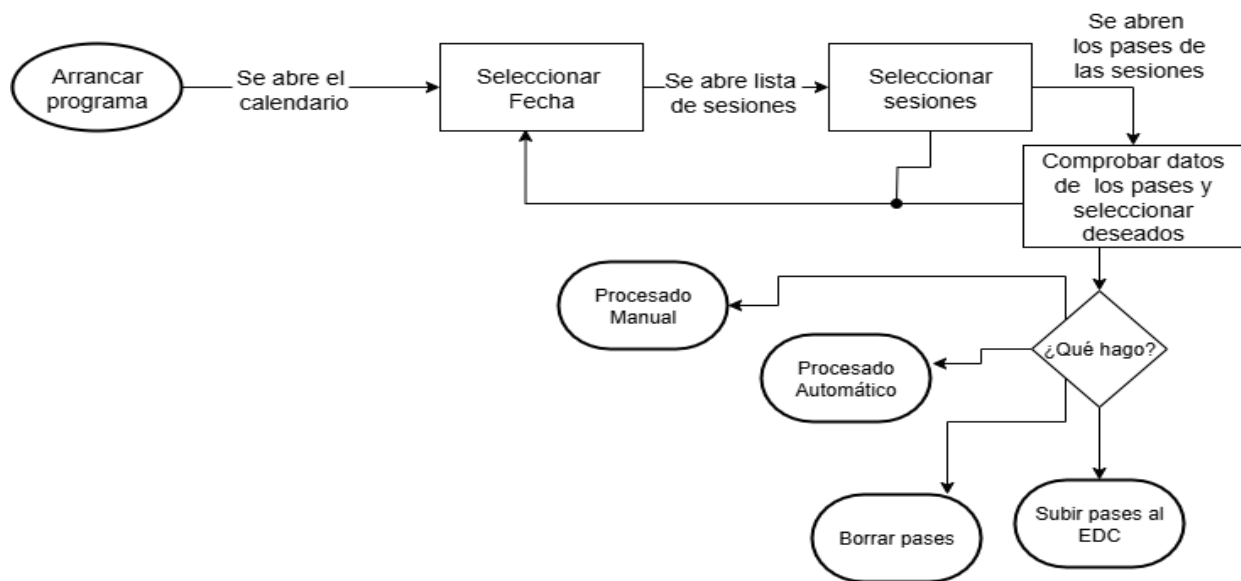 Arrancar
programa
Se abre el
calendario
Seleccionar
Fecha
Se abre lista
de sesiones
Seleccionar
sesiones
Se abren
los pases de
las sesiones
Comprobar datos
de los pases y
seleccionar
deseados
¿Qué hago?
Procesado
Manual
Procesado
Automático
Borrar pases
Subir pases al
EDC